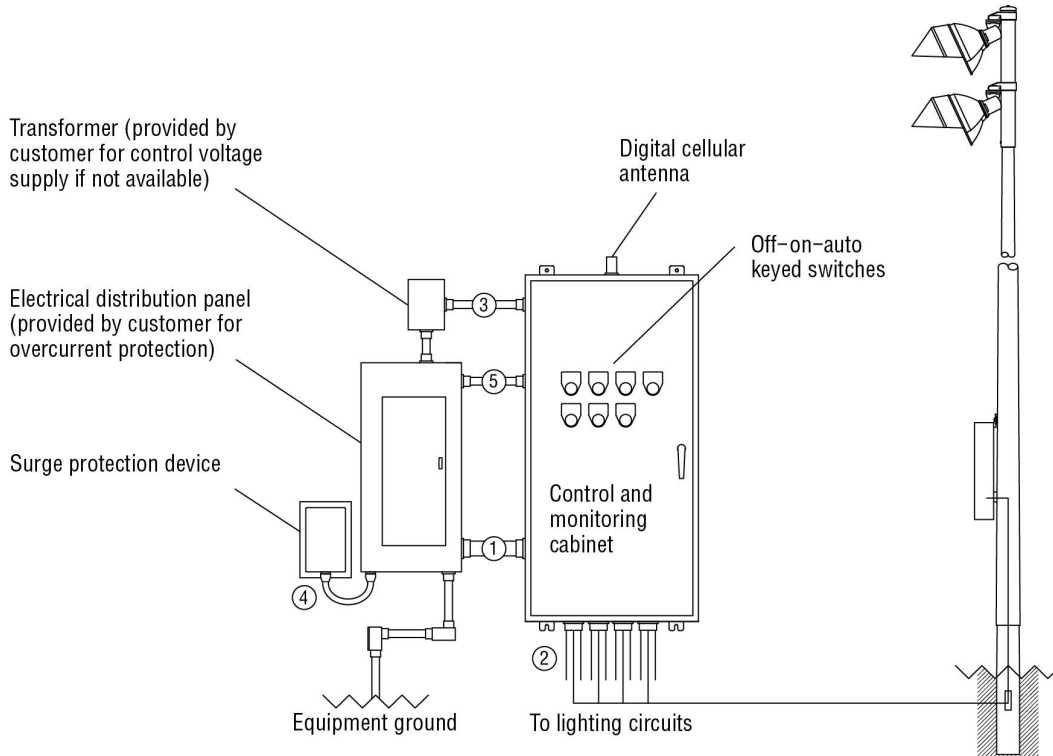 Transformer (provided by
customer for control voltage
supply if not available)
Digital cellular
antenna
Off-on-auto
keyed switches
Electrical distribution panel
(provided by customer for
overcurrent protection)
3
5
Surge protection device
Control and
monitoring
cabinet
1
4
2
Equipment ground
To lighting circuits